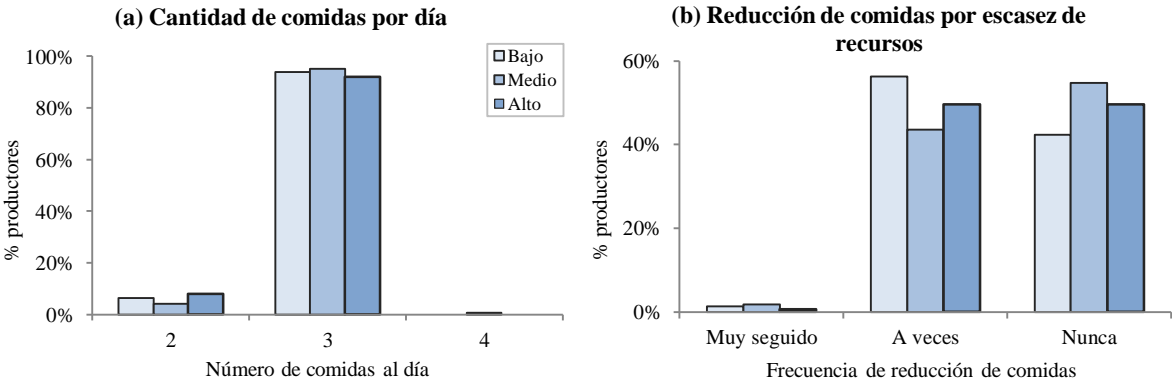 (a) Cantidad de comidas por día
100%
80%
60%
40%
20%
0%
% productores
2
3
4
Número de comidas al día
Bajo
Medio
Alto
(b) Reducción de comidas por escasez de
recursos
60%
40%
20%
0%
% productores
Muy seguido
A veces
Nunca
Frecuencia de reducción de comidas